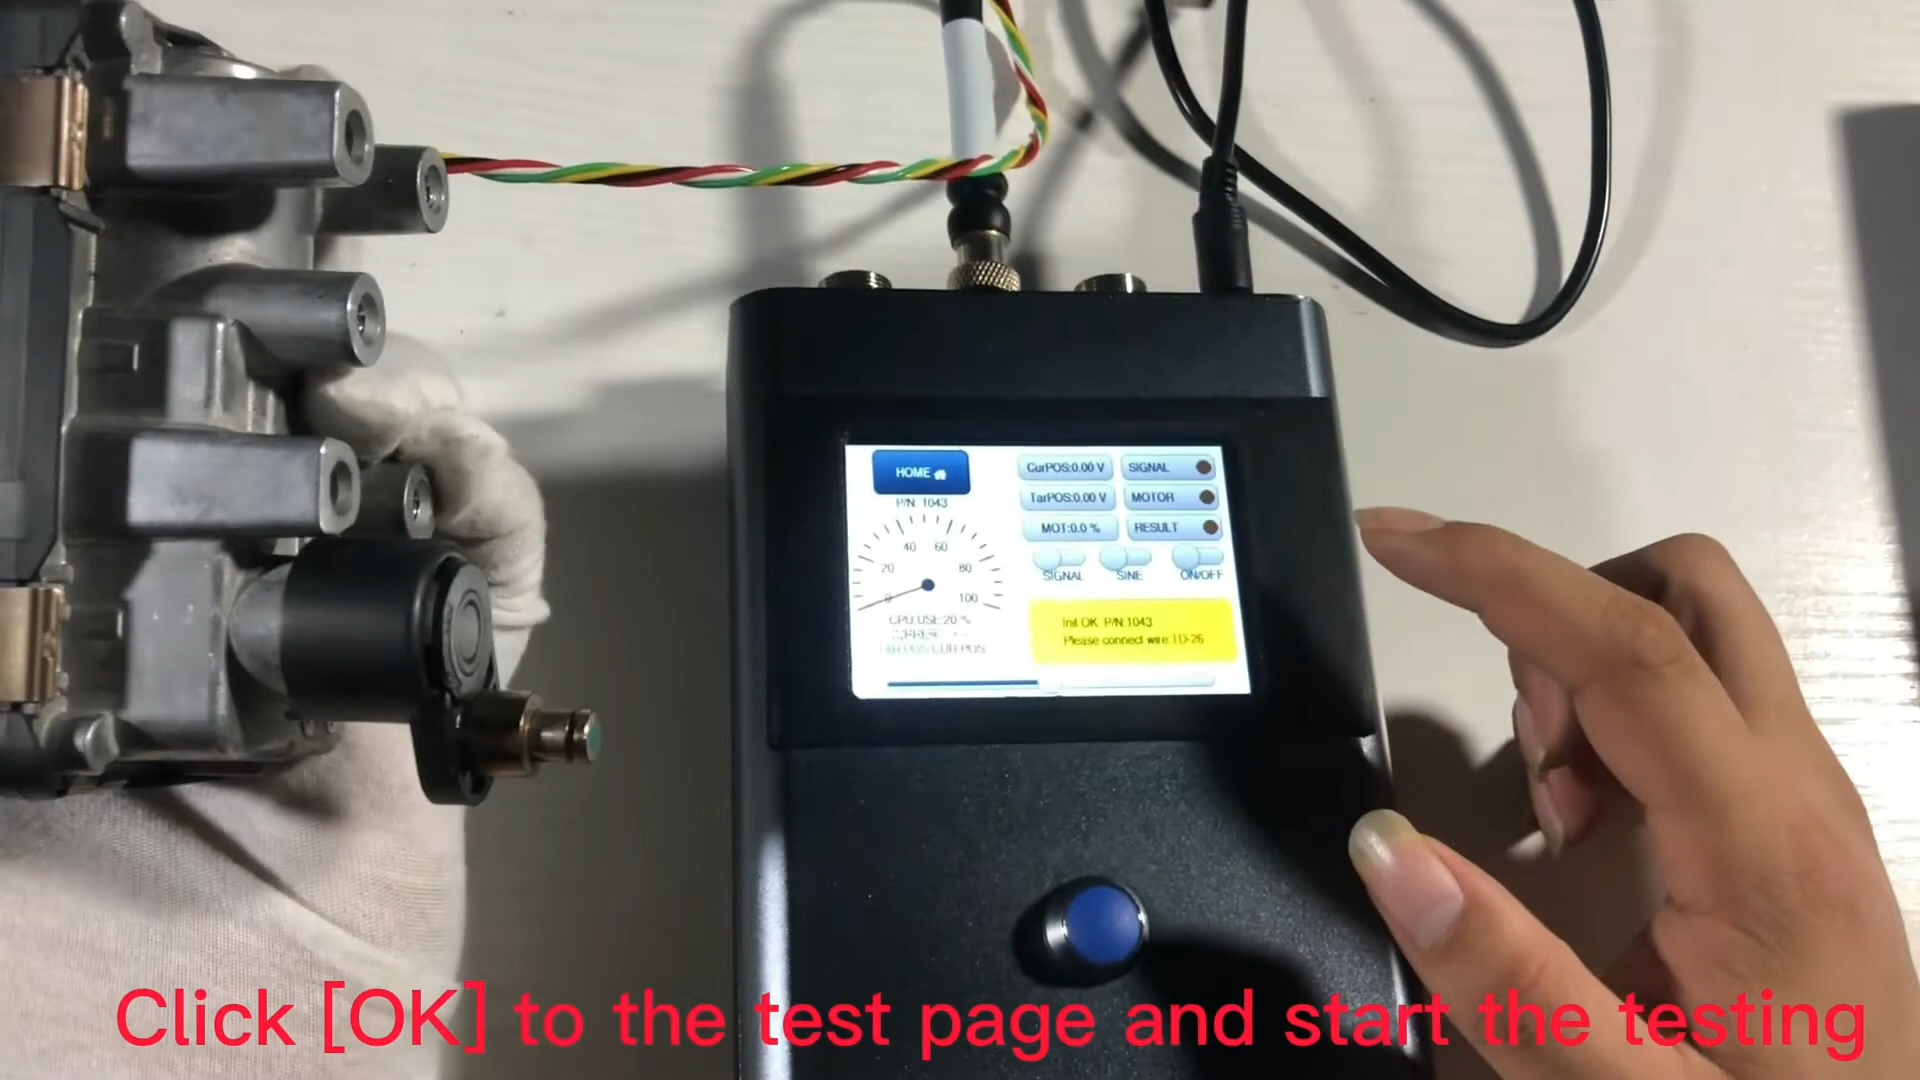 HOME
P/N: 1043
0 20 40 60 80 100
CPU USE:20 %
CUR.POS
CurPOS:0.00 V
SIGNAL
TarPOS:0.00 V
MOTOR
MOT:0.0 %
RESULT
SIGNAL
SINE
ON/OFF
Init OK P/N:1043
Please connect wire
Click [OK] to the test page and start the testing